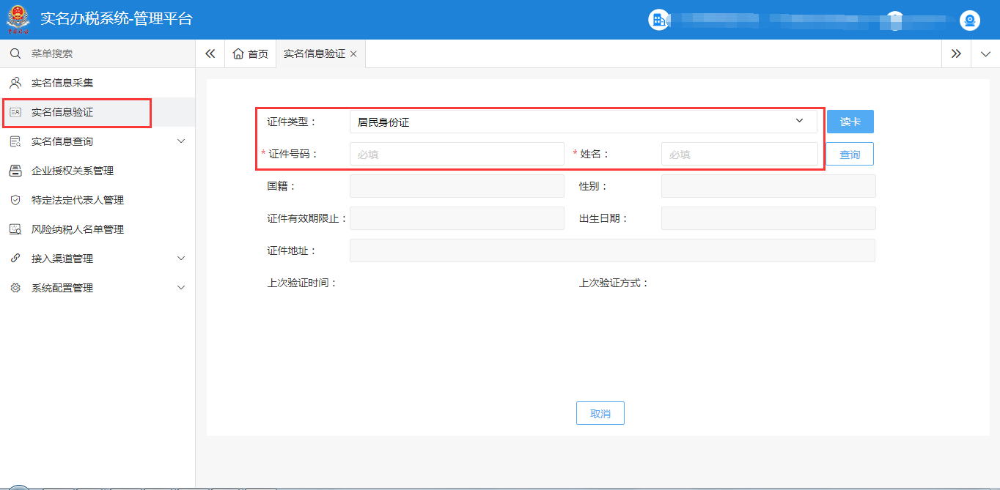 实名办税系统-管理平台
菜单搜索
首页
实名信息验证
实名信息采集
实名信息验证
实名信息查询
企业授权关系管理
特定法定代表人管理
风险纳税人名单管理
接入渠道管理
系统配置管理
证件类型： 居民身份证 读卡
* 证件号码： 必填 * 姓名： 必填 查询
国籍： 性别：
证件有效期限止： 出生日期：
证件地址：
上次验证时间： 上次验证方式：
取消